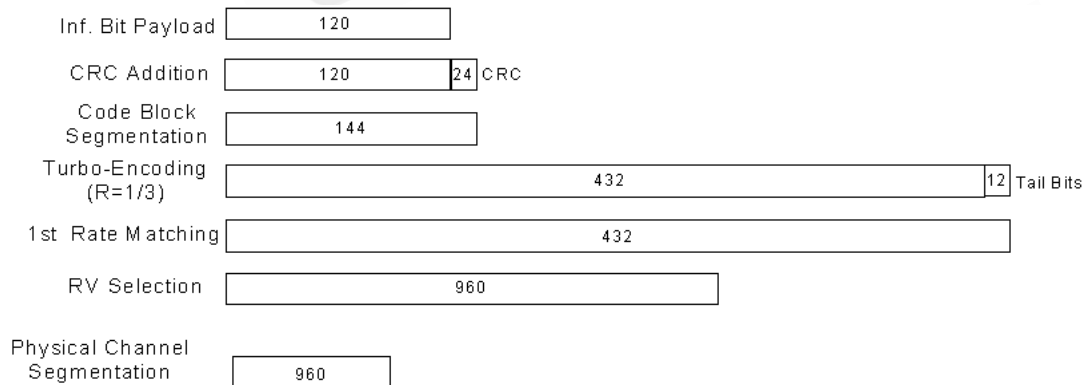 Inf. Bit Payload 120
CRC Addition 120 24 CRC
Code Block
Segmentation 144
Turbo-Encoding
(R=1/3) 432 12 Tail Bits
1st Rate Matching 432
RV Selection 960
Physical Channel
Segmentation 960